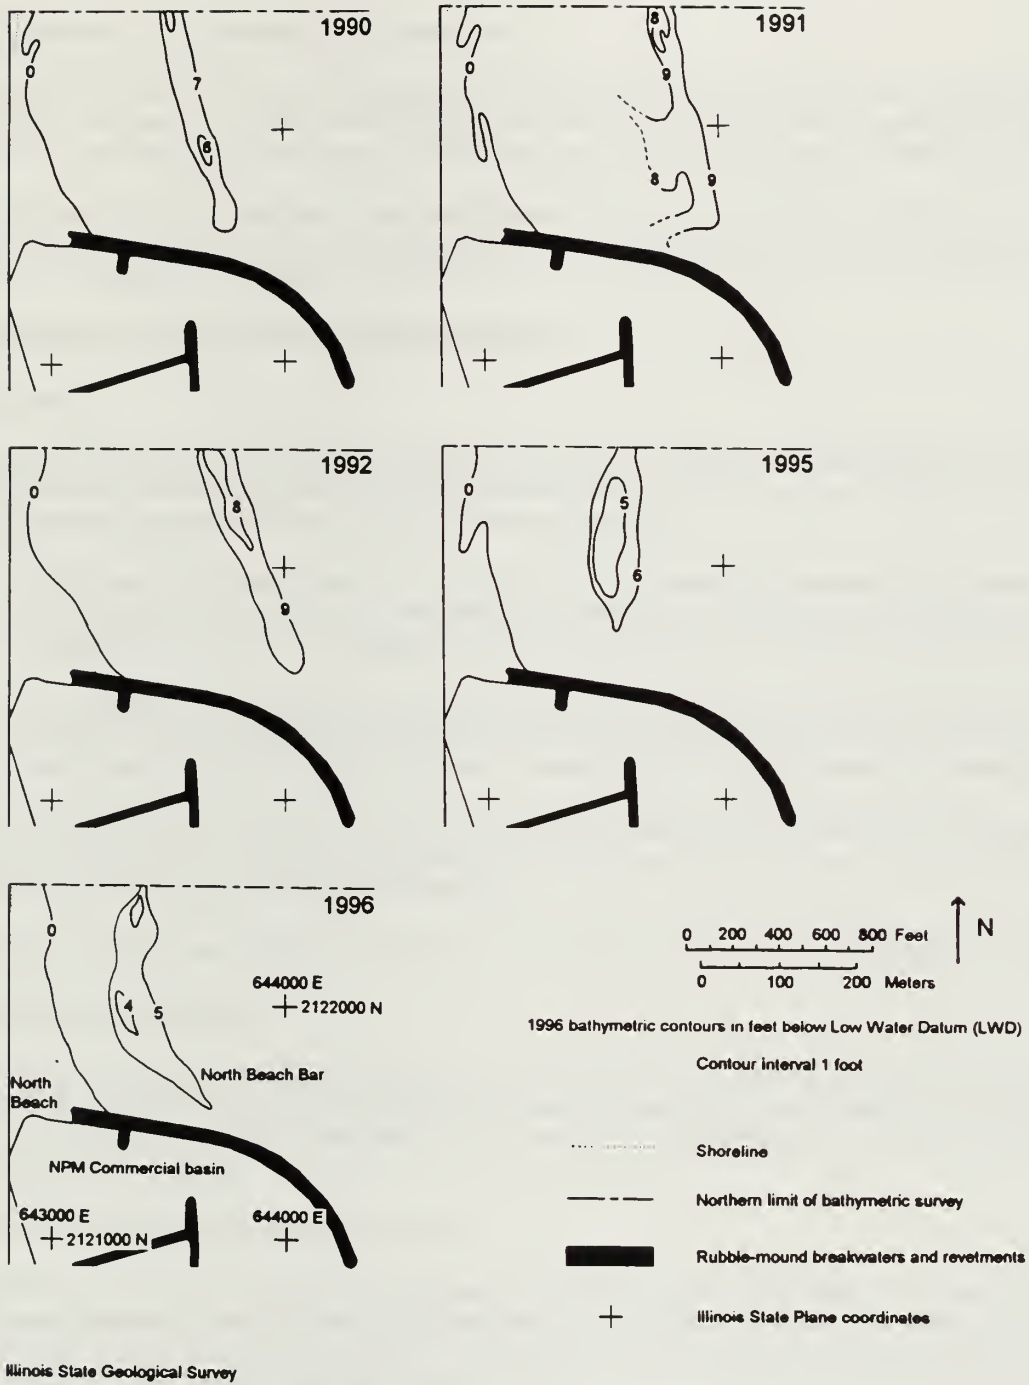 1990
0
7
6
1991
8
0
9
8
9
1992
0
8
9
1995
0
5
6
1996
0
644000 E
2122000 N
4
5
North Beach Bar
North
Beach
NPM Commercial basin
643000 E
2121000 N
644000 E
N
0 200 400 600 800 Feet
0 100 200 Meters
1996 bathymetric contours in feet below Low Water Datum (LWD)
Contour interval 1 foot
Shoreline
Northern limit of bathymetric survey
Rubble-mound breakwaters and revetments
Illinois State Plane coordinates
Illinois State Geological Survey